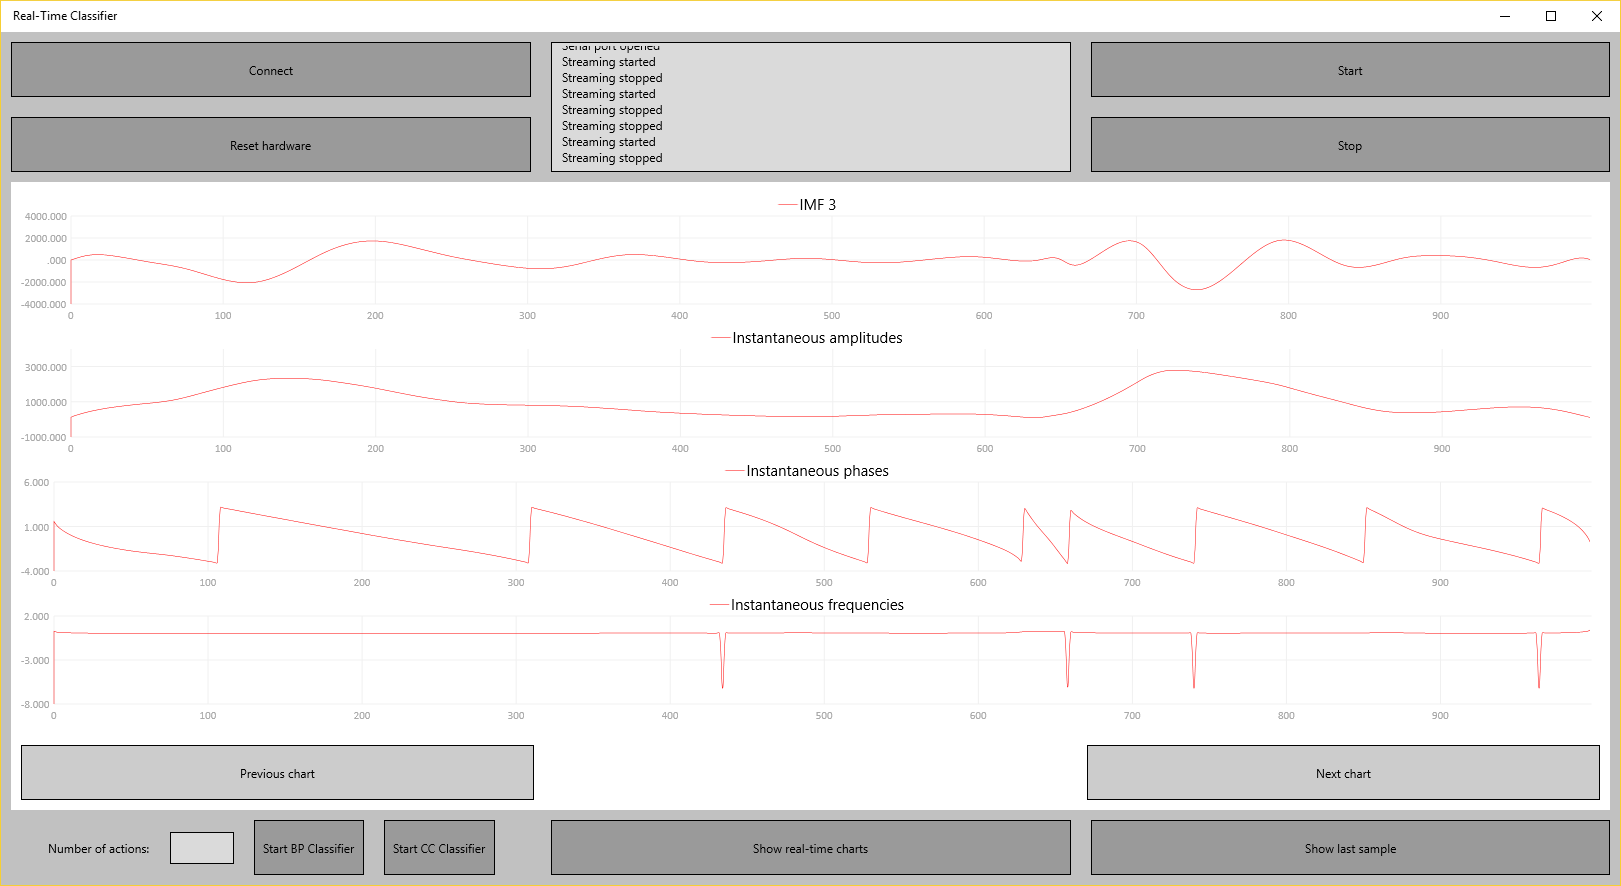 Real-Time Classifier
Connect
Reset hardware
Serial port opened
Streaming started
Streaming stopped
Streaming started
Streaming stopped
Streaming stopped
Streaming started
Streaming stopped
Start
Stop
IMF 3
4000.000
2000.000
.000
-2000.000
-4000.000
0 100 200 300 400 500 600 700 800 900
Instantaneous amplitudes
3000.000
1000.000
-1000.000
0 100 200 300 400 500 600 700 800 900
Instantaneous phases
6.000
1.000
-4.000
0 100 200 300 400 500 600 700 800 900
Instantaneous frequencies
2.000
-3.000
-8.000
0 100 200 300 400 500 600 700 800 900
Previous chart
Next chart
Number of actions:
Start BP Classifier
Start CC Classifier
Show real-time charts
Show last sample